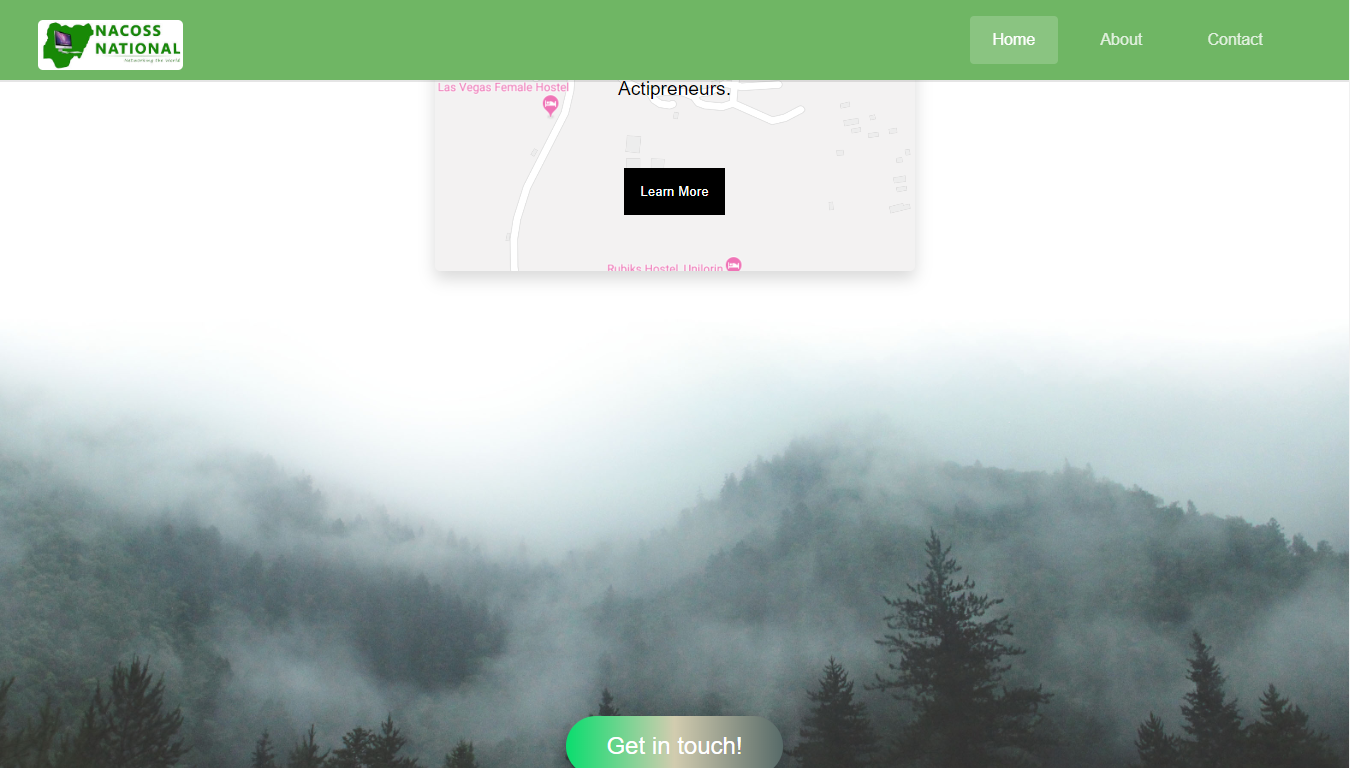 NACOSS
NATIONAL
Networking the World
Home
About
Contact
Las Vegas Female Hostel
Actipreneurs.
Learn More
Rubiks Hostel, Unilorin
Get in touch!